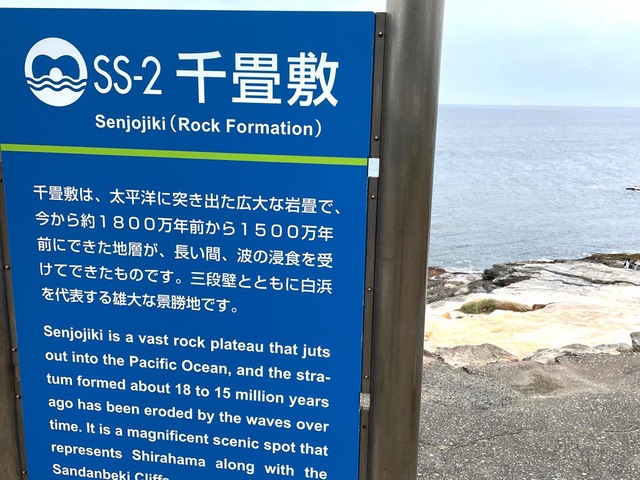 SS-2 千畳敷
Senjojiki (Rock Formation)
千畳敷は、太平洋に突き出た広大な岩畳で、
今から約１８００万年前から１５００万年
前にできた地層が、長い間、波の浸食を受
けてできたものです。三段壁とともに白浜
を代表する雄大な景勝地です。
Senjojiki is a vast rock plateau that juts
out into the Pacific Ocean, and the stra-
tum formed about 18 to 15 million years
ago has been eroded by the waves over
time. It is a magnificent scenic spot that
represents Shirahama along with the
Sandanbeki Cliffs